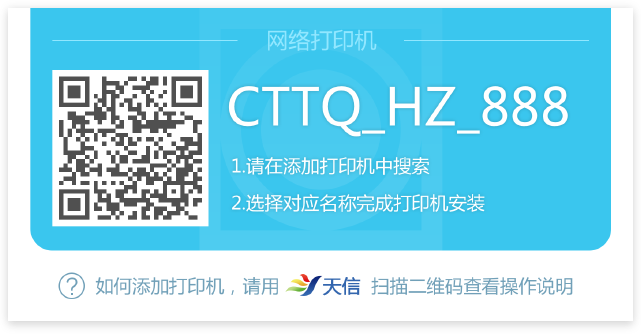 网络打印机
CTTQ_HZ_888
1.请在添加打印机中搜索
2.选择对应名称完成打印机安装
? 如何添加打印机，请用 天信 扫描二维码查看操作说明